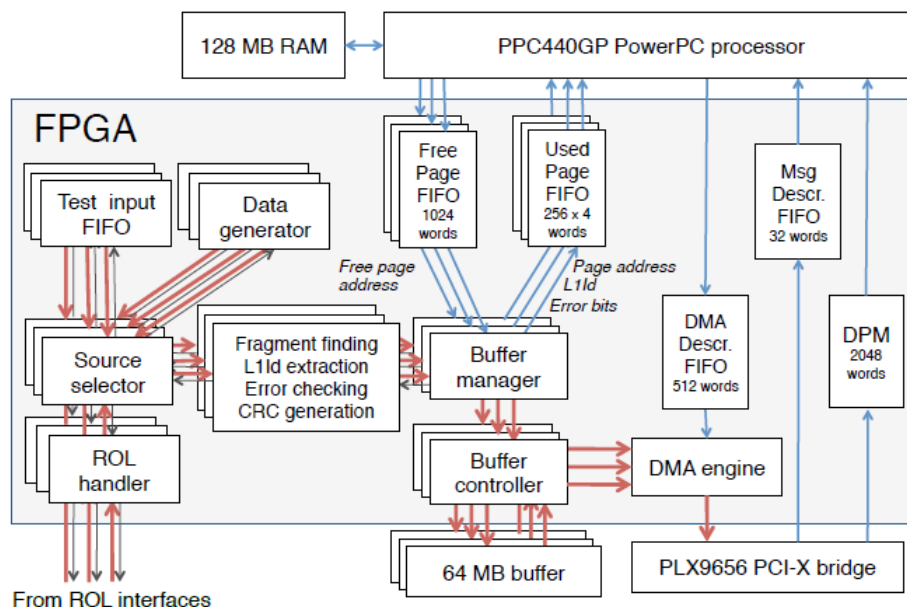 128 MB RAM
PPC440GP PowerPC processor
FPGA
Test input
FIFO
Data
generator
Free
Page
FIFO
1024
words
Used
Page
FIFO
256 x 4
words
Msg
Descr.
FIFO
32 words
Free page
address
Page address
L1Id
Error bits
Source
selector
Fragment finding
L1Id extraction
Error checking
CRC generation
Buffer
manager
DMA
Descr.
FIFO
512 words
DPM
2048
words
ROL
handler
Buffer
controller
DMA engine
64 MB buffer
PLX9656 PCI-X bridge
From ROL interfaces